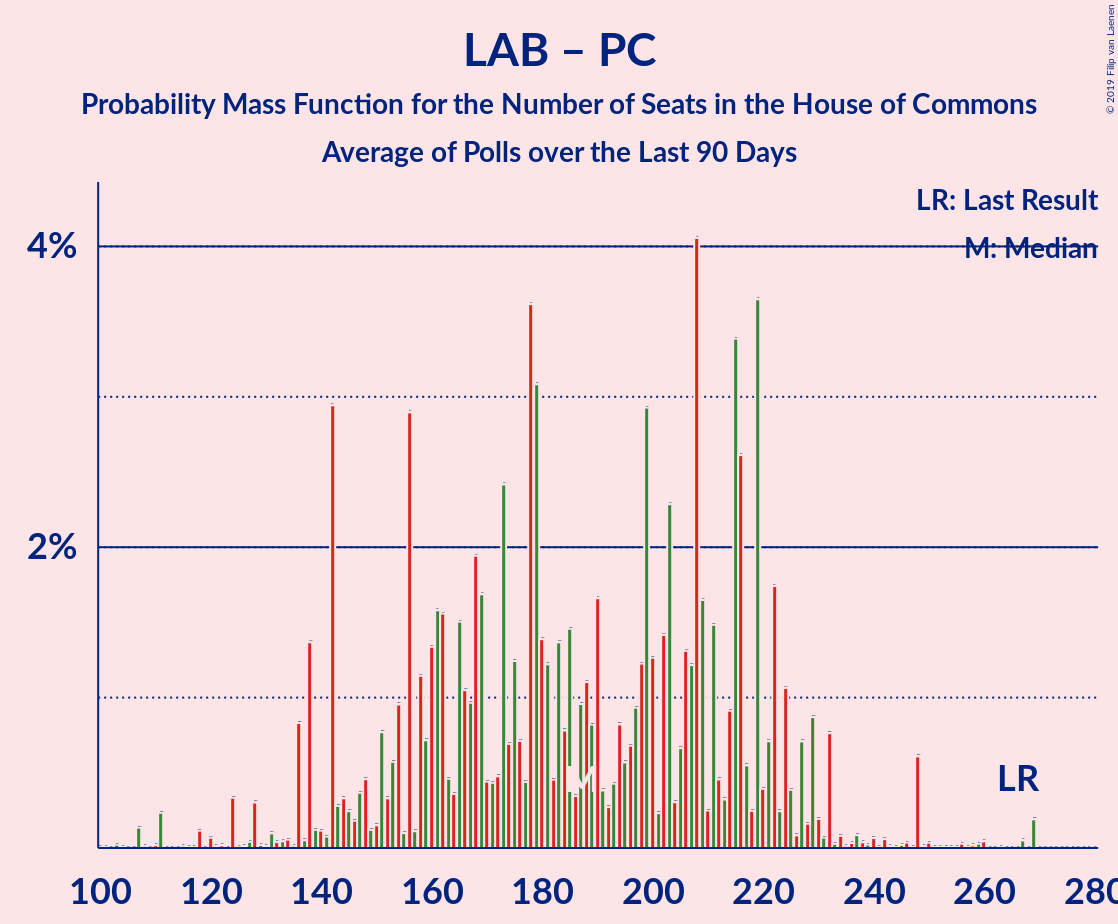 LAB – PC
Probability Mass Function for the Number of Seats in the House of Commons
Average of Polls over the Last 90 Days
© 2019 Filip van Laenen
LR: Last Result
M: Median
4%
2%
M
LR
100 120 140 160 180 200 220 240 260 280